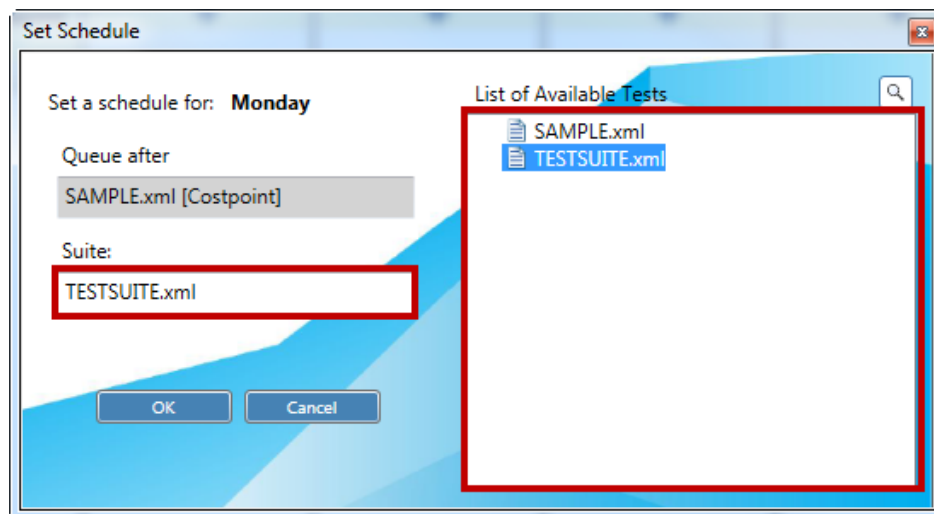 Set Schedule
Set a schedule for: Monday
Queue after
SAMPLE.xml [Costpoint]
Suite:
TESTSUITE.xml
OK
Cancel
List of Available Tests
SAMPLE.xml
TESTSUITE.xml